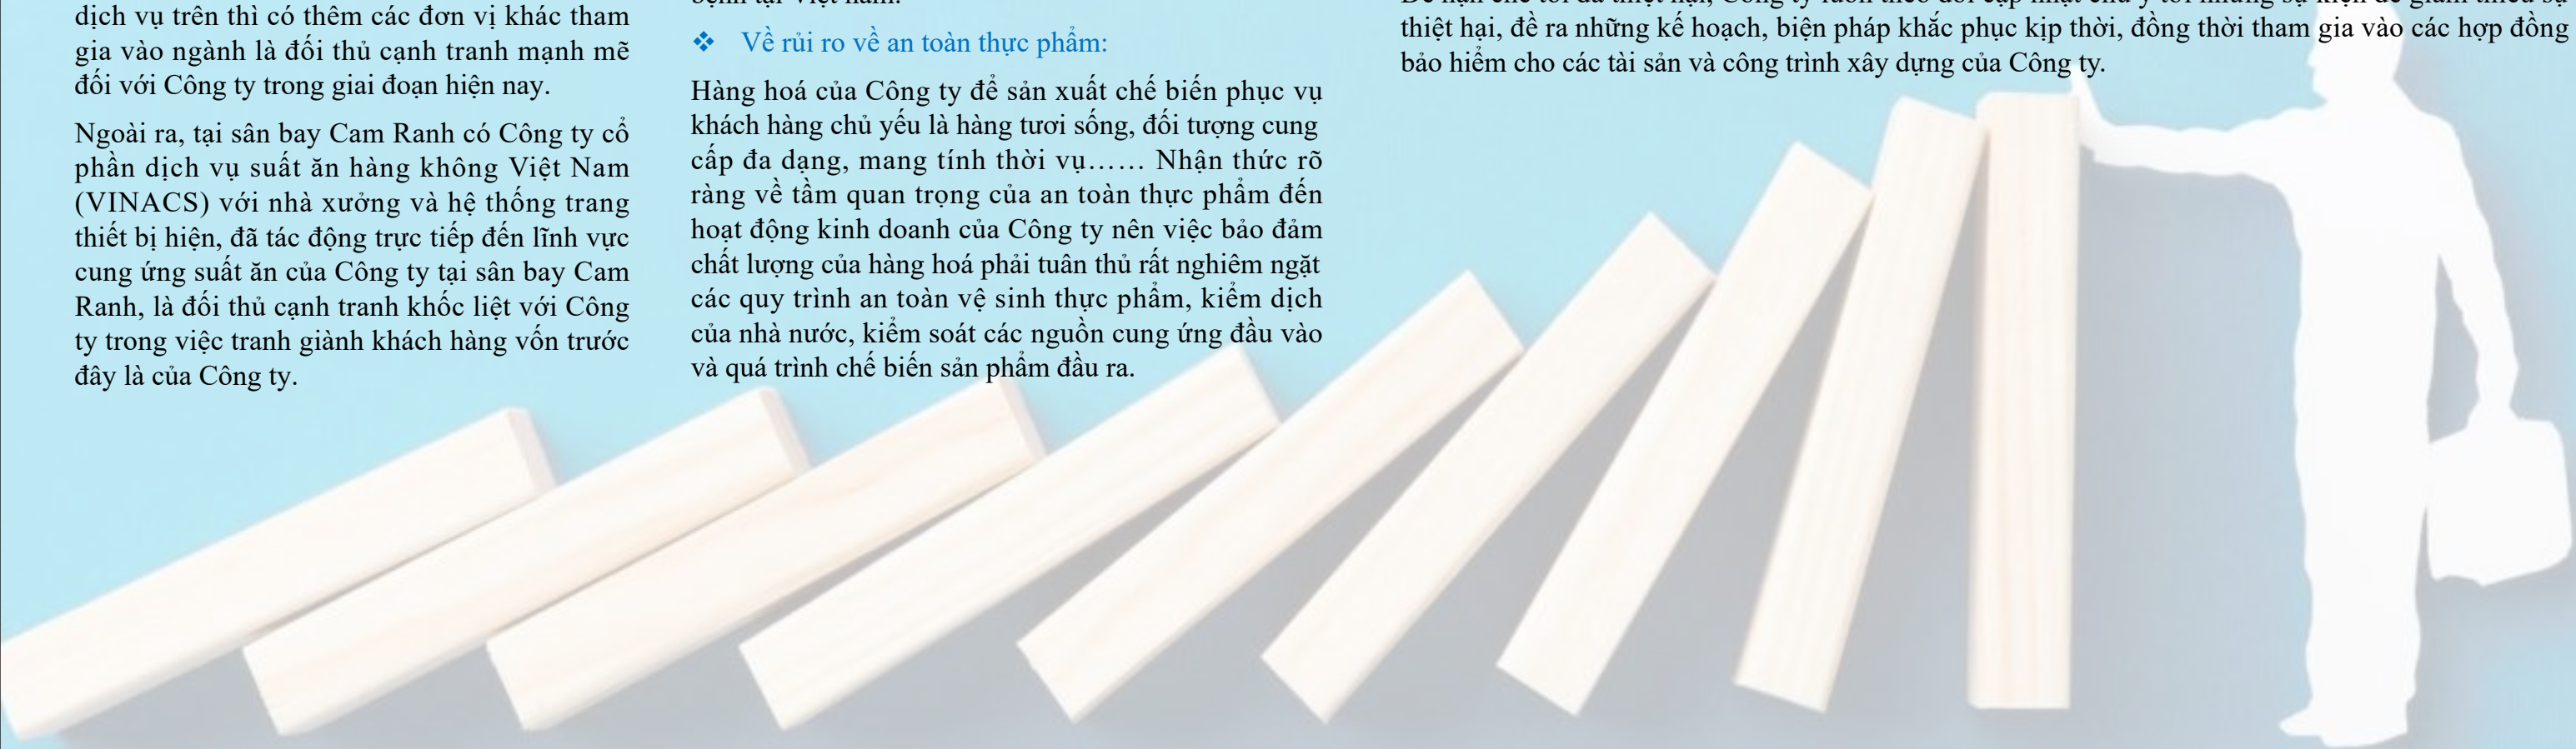 dịch vụ trên thì có thêm các đơn vị khác tham
gia vào ngành là đối thủ cạnh tranh mạnh mẽ
đối với Công ty trong giai đoạn hiện nay.
Ngoài ra, tại sân bay Cam Ranh có Công ty cổ
phần dịch vụ suất ăn hàng không Việt Nam
(VINACS) với nhà xưởng và hệ thống trang
thiết bị hiện, đã tác động trực tiếp đến lĩnh vực
cung ứng suất ăn của Công ty tại sân bay Cam
Ranh, là đối thủ cạnh tranh khốc liệt với Công
ty trong việc tranh giành khách hàng vốn trước
đây là của Công ty.
❖ Về rủi ro về an toàn thực phẩm:
Hàng hoá của Công ty để sản xuất chế biến phục vụ
khách hàng chủ yếu là hàng tươi sống, đối tượng cung
cấp đa dạng, mang tính thời vụ…… Nhận thức rõ
ràng về tầm quan trọng của an toàn thực phẩm đến
hoạt động kinh doanh của Công ty nên việc bảo đảm
chất lượng của hàng hoá phải tuân thủ rất nghiêm ngặt
các quy trình an toàn vệ sinh thực phẩm, kiểm dịch
của nhà nước, kiểm soát các nguồn cung ứng đầu vào
và quá trình chế biến sản phẩm đầu ra.
thiệt hại, đề ra những kế hoạch, biện pháp khắc phục kịp thời, đồng thời tham gia vào các hợp đồng
bảo hiểm cho các tài sản và công trình xây dựng của Công ty.